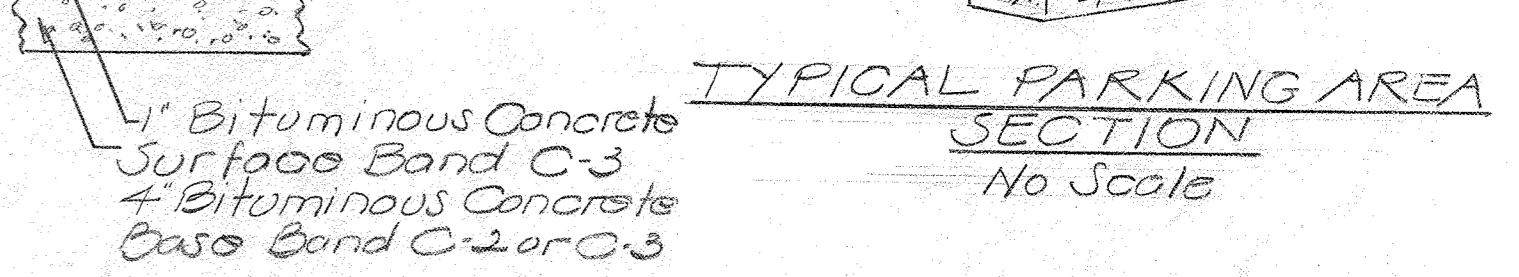 1" Bituminous Concrete
Surface Band C-3
4" Bituminous Concrete
Base Band C-2 or C-3
TYPICAL PARKING AREA
SECTION
No Scale